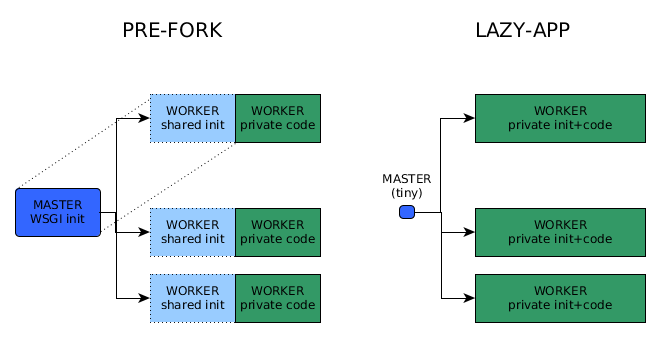 PRE-FORK
WORKER
shared init
WORKER
private code
MASTER
WSGI init
WORKER
shared init
WORKER
private code
WORKER
shared init
WORKER
private code
LAZY-APP
WORKER
private init+code
MASTER
(tiny)
WORKER
private init+code
WORKER
private init+code